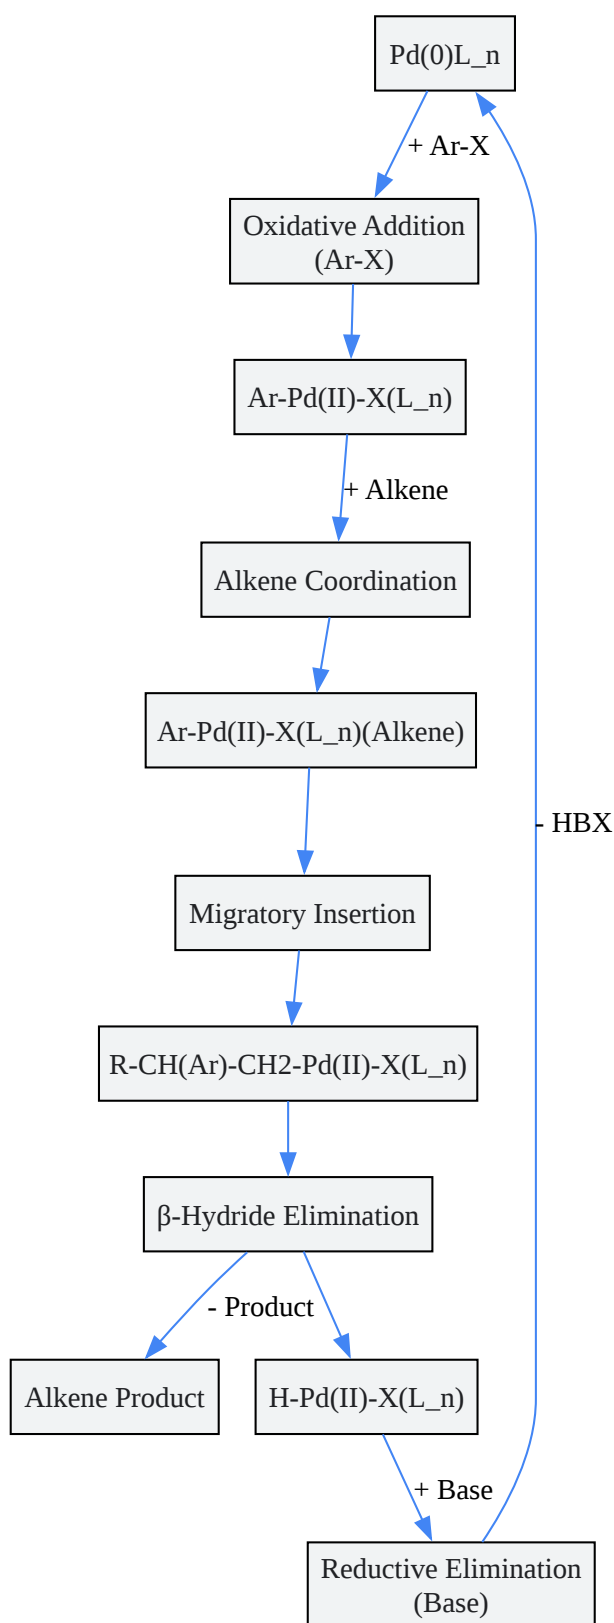 Pd(0)L_n
+ Ar-X
Oxidative Addition
(Ar-X)
Ar-Pd(II)-X(L_n)
+ Alkene
Alkene Coordination
Ar-Pd(II)-X(L_n)(Alkene)
- HBX
Migratory Insertion
R-CH(Ar)-CH2-Pd(II)-X(L_n)
β-Hydride Elimination
- Product
Alkene Product
H-Pd(II)-X(L_n)
+ Base
Reductive Elimination
(Base)